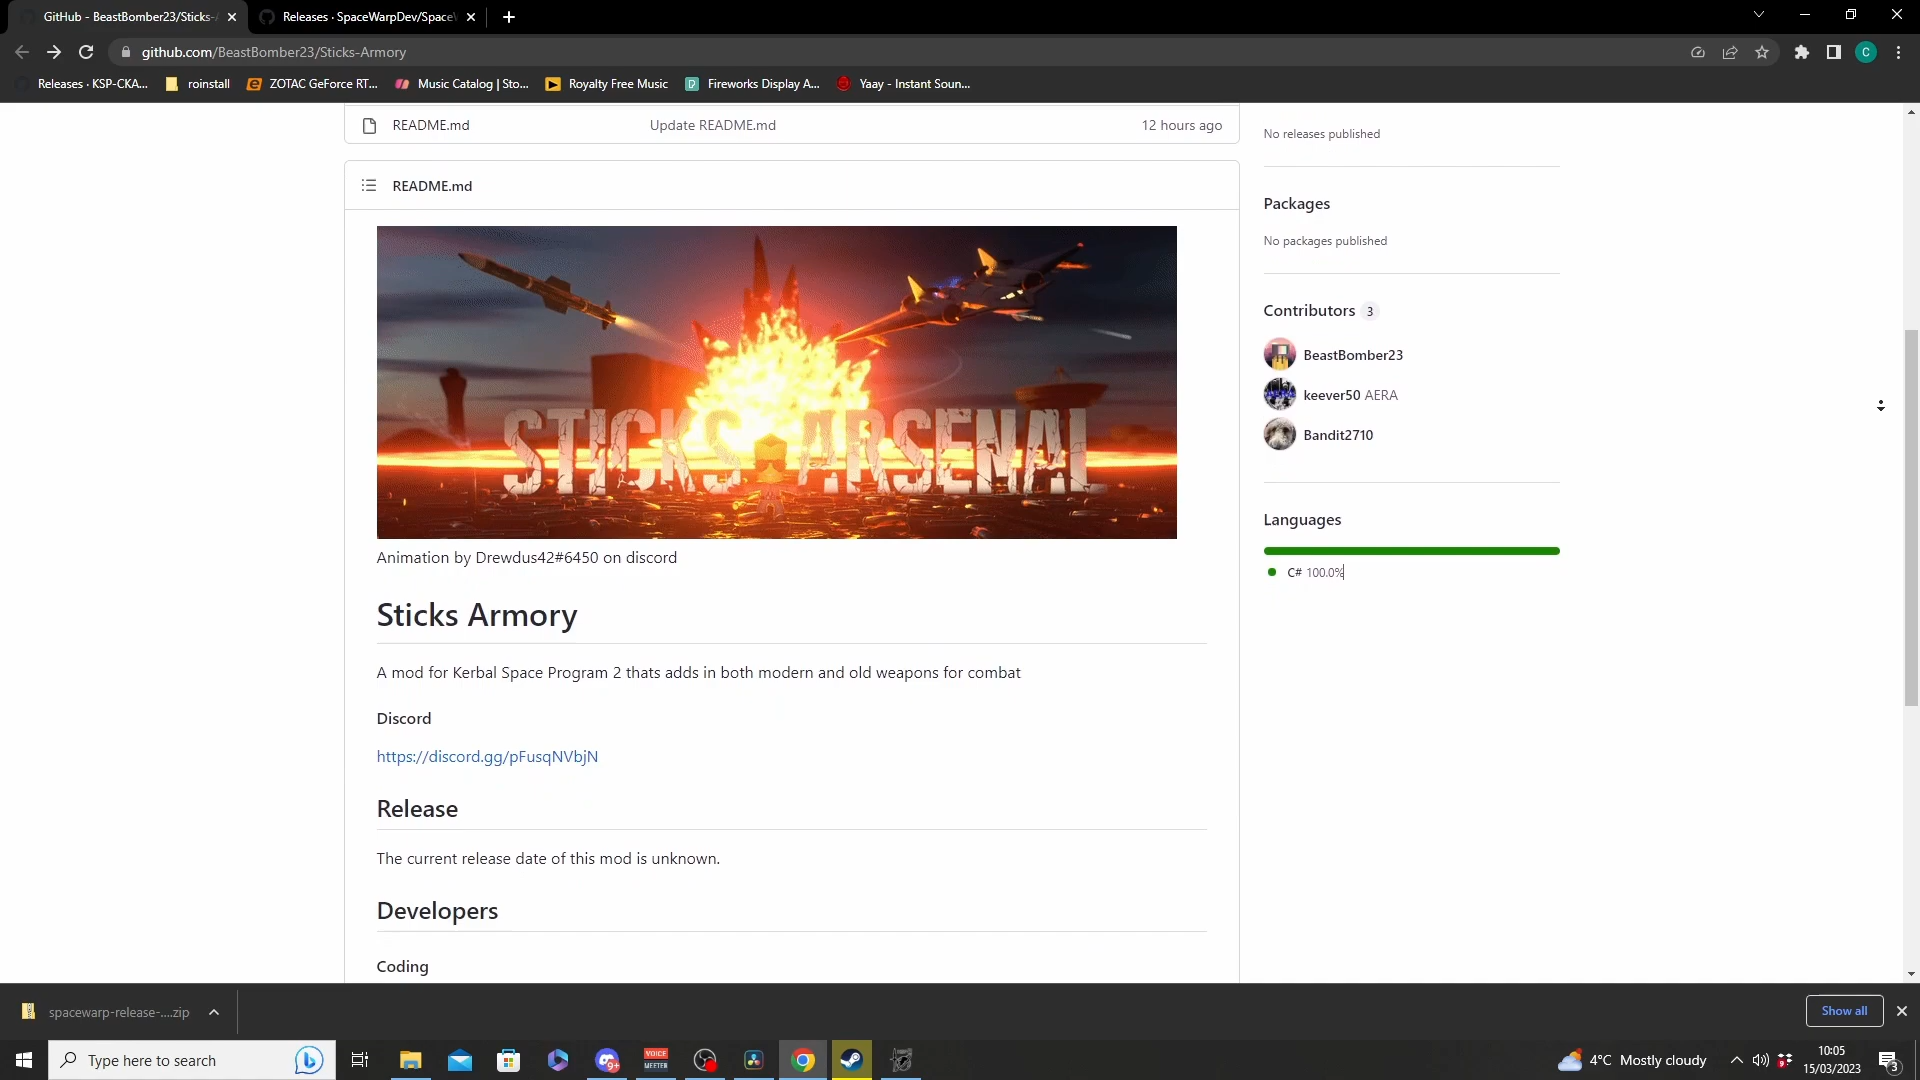 GitHub - BeastBomber23/Sticks-A
Releases · SpaceWarpDev/SpaceW
github.com/BeastBomber23/Sticks-Armory
C
Releases · KSP-CKA...
roinstall
ZOTAC GeForce RT...
Music Catalog | Sto...
Royalty Free Music
Fireworks Display A...
Yaay - Instant Soun...
README.md
Update README.md
12 hours ago
No releases published
README.md
Packages
No packages published
Contributors 3
BeastBomber23
keever50 AERA
Bandit2710
Languages
C# 100.0%
STICKS ARSENAL
Animation by Drewdus42#6450 on discord
Sticks Armory
A mod for Kerbal Space Program 2 thats adds in both modern and old weapons for combat
Discord
https://discord.gg/pFusqNVbjN
Release
The current release date of this mod is unknown.
Developers
Coding
spacewarp-release-....zip
Show all
Type here to search
9+
VOICE
MEETER
4°C Mostly cloudy
10:05
15/03/2023
3